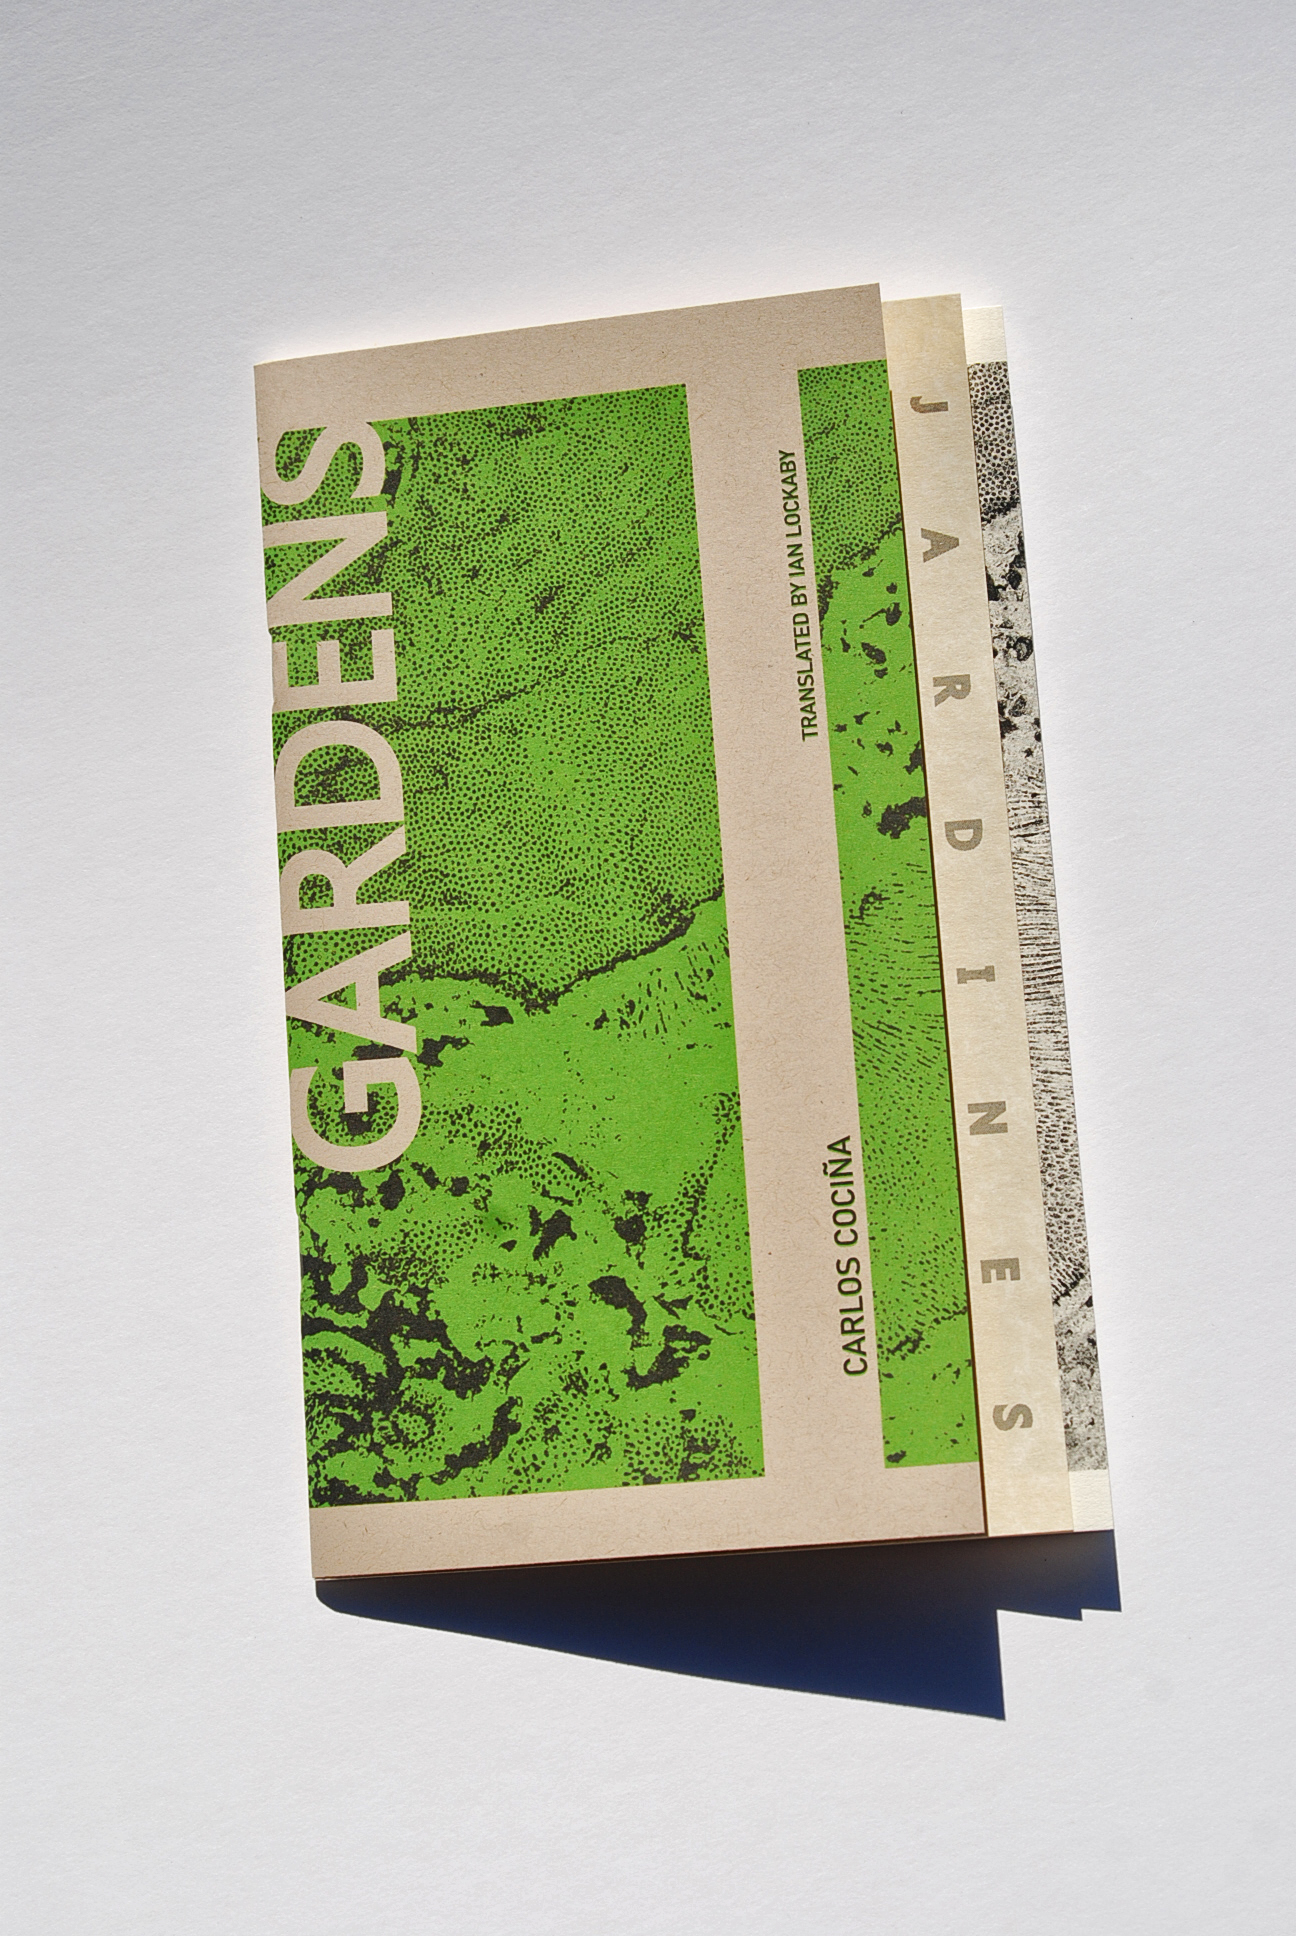 GARDENS
TRANSLATED BY IAN LOCKABY
CARLOS COCIÑA
JARDINES